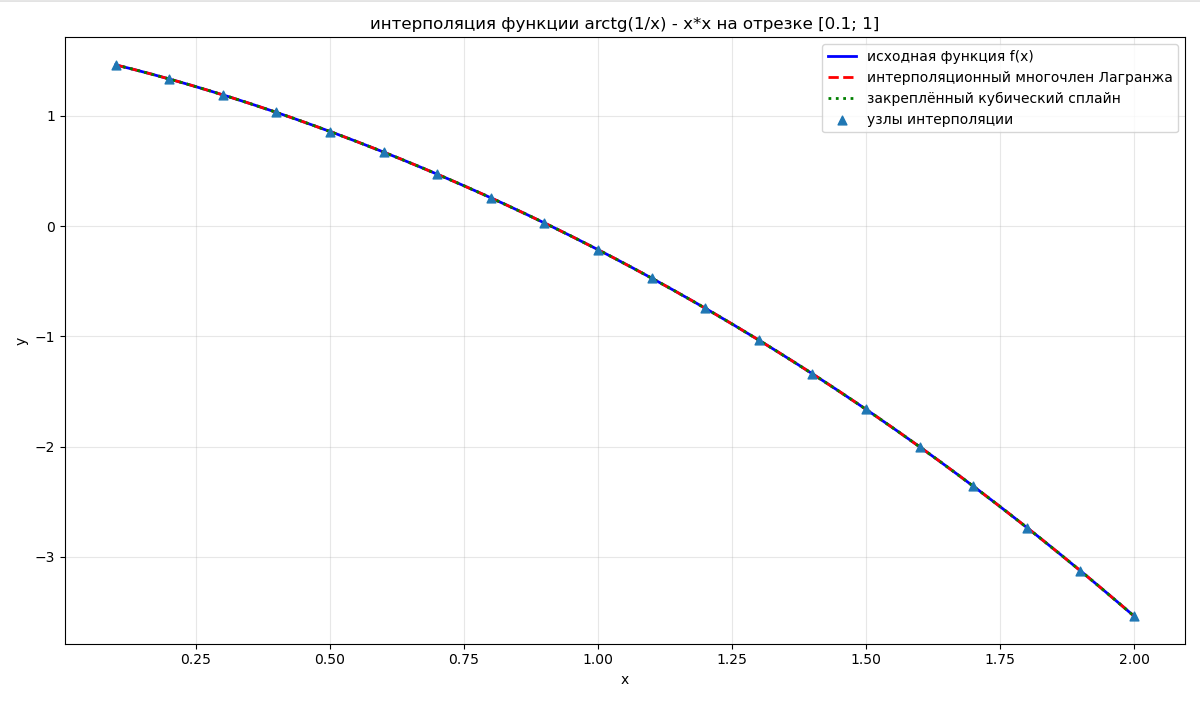 интерполяция функции arctg(1/x) - x*x на отрезке [0.1; 1]
исходная функция f(x)
интерполяционный многочлен Лагранжа
закреплённый кубический сплайн
узлы интерполяции
y
1
0
−1
−2
−3
0.25 0.50 0.75 1.00 1.25 1.50 1.75 2.00
x